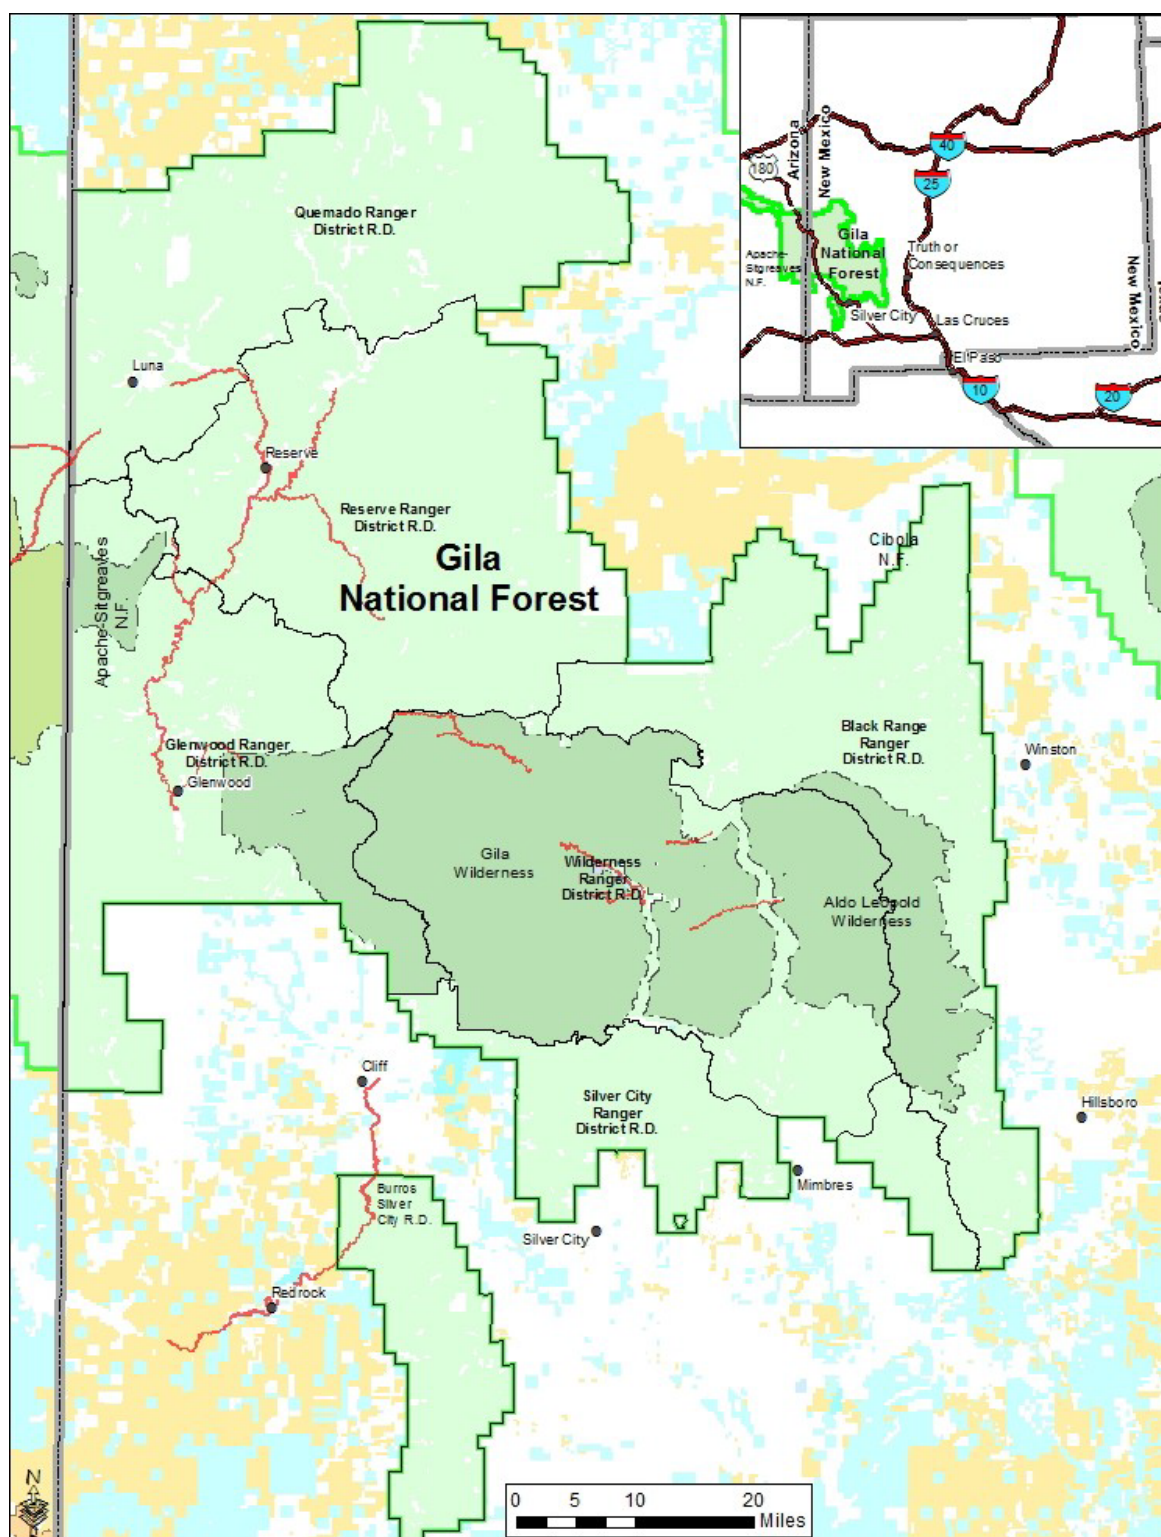 Arizona
New Mexico
40
180
25
Gila
National
Forest
Apache-
Sitgreaves
N.F.
Truth or
Consequences
Silver City
Las Cruces
El Paso
New Mexico
10
20
Quemado Ranger
District R.D.
Luna
Reserve
Reserve Ranger
District R.D.
Gila
National Forest
Cibola
N.F.
Apache-Sitgreaves
N.F.
Black Range
Ranger
District R.D.
Winston
Glenwood Ranger
District R.D.
Glenwood
Gila
Wilderness
Wilderness
Ranger
District R.D.
Aldo Leopold
Wilderness
Cliff
Silver City
Ranger
District R.D.
Hillsboro
Mimbres
Burros
Silver
City R.D.
Silver City
Redrock
N
0 5 10 20
Miles